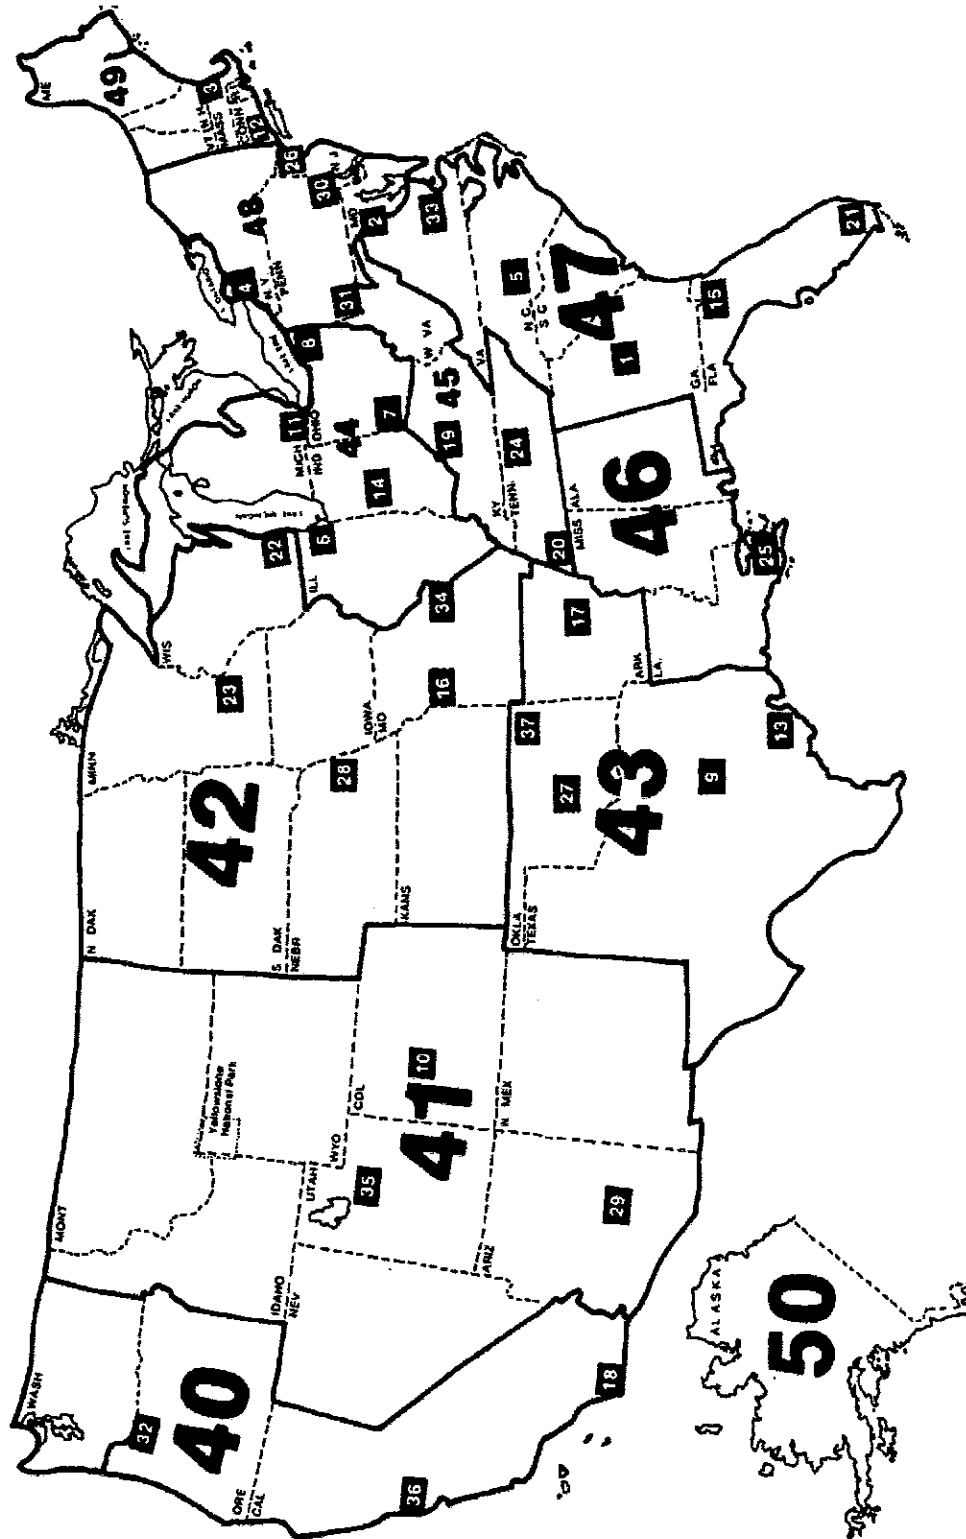 WASH
MONT
N DAK
MINN
WIS
ME
ORE
CAL
IDAHO
NEV
Yellowstone
National Park
UTAH
WYO
COL
S DAK
NEBR
IOWA
MO
KANS
ILL
MICH
IND
OHIO
N Y
PENN
MASS
CONN
N J
MD
W VA
VA
KY
TENN
N C
S C
ARIZ
N MEX
OKLA
TEXAS
ARK
LA
MISS
ALA
GA
FLA
ALASKA
40
41
42
43
44
45
46
47
48
49
50
32
36
18
35
10
29
28
23
16
34
37
27
9
13
17
20
25
22
6
14
11
7
8
19
24
4
31
30
26
12
3
2
33
5
1
15
21